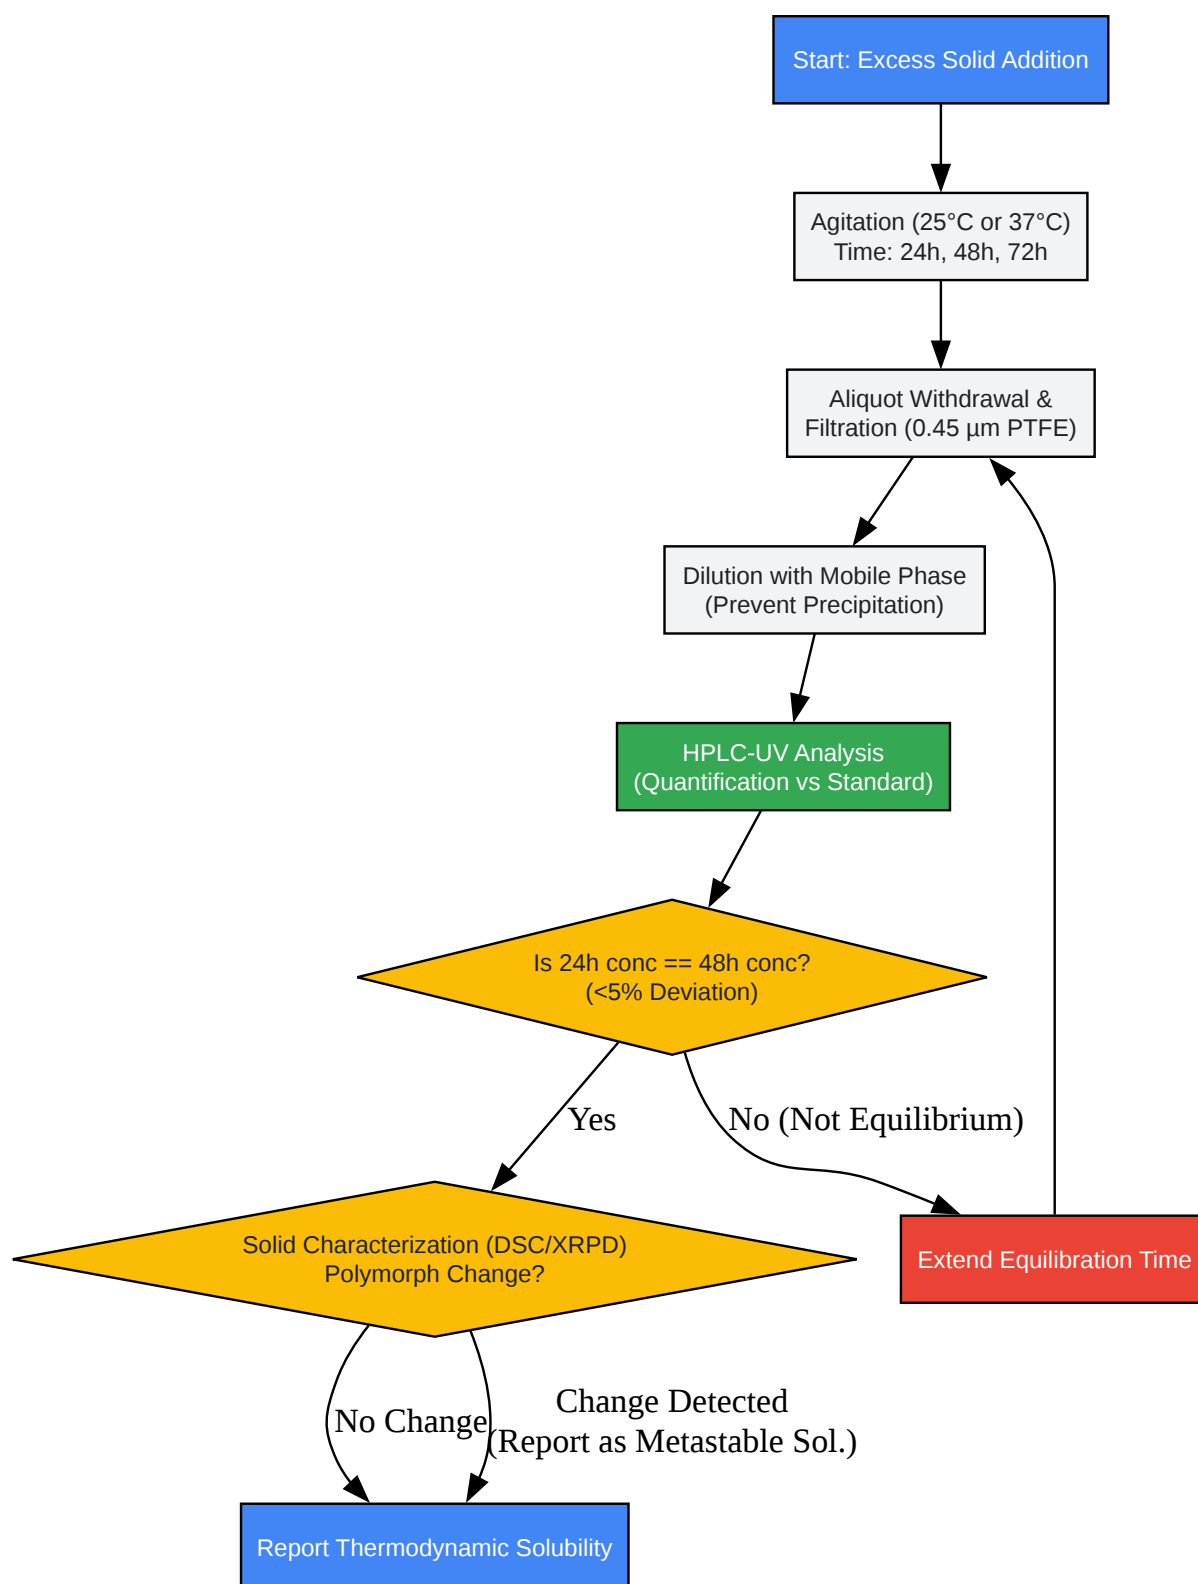 Start: Excess Solid Addition
Agitation (25°C or 37°C)
Time: 24h, 48h, 72h
Aliquot Withdrawal &
Filtration (0.45 µm PTFE)
Dilution with Mobile Phase
(Prevent Precipitation)
HPLC-UV Analysis
(Quantification vs Standard)
Is 24h conc == 48h conc?
(<5% Deviation)
Yes
No (Not Equilibrium)
Solid Characterization (DSC/XRPD)
Polymorph Change?
Extend Equilibration Time
No Change
Change Detected
(Report as Metastable Sol.)
Report Thermodynamic Solubility